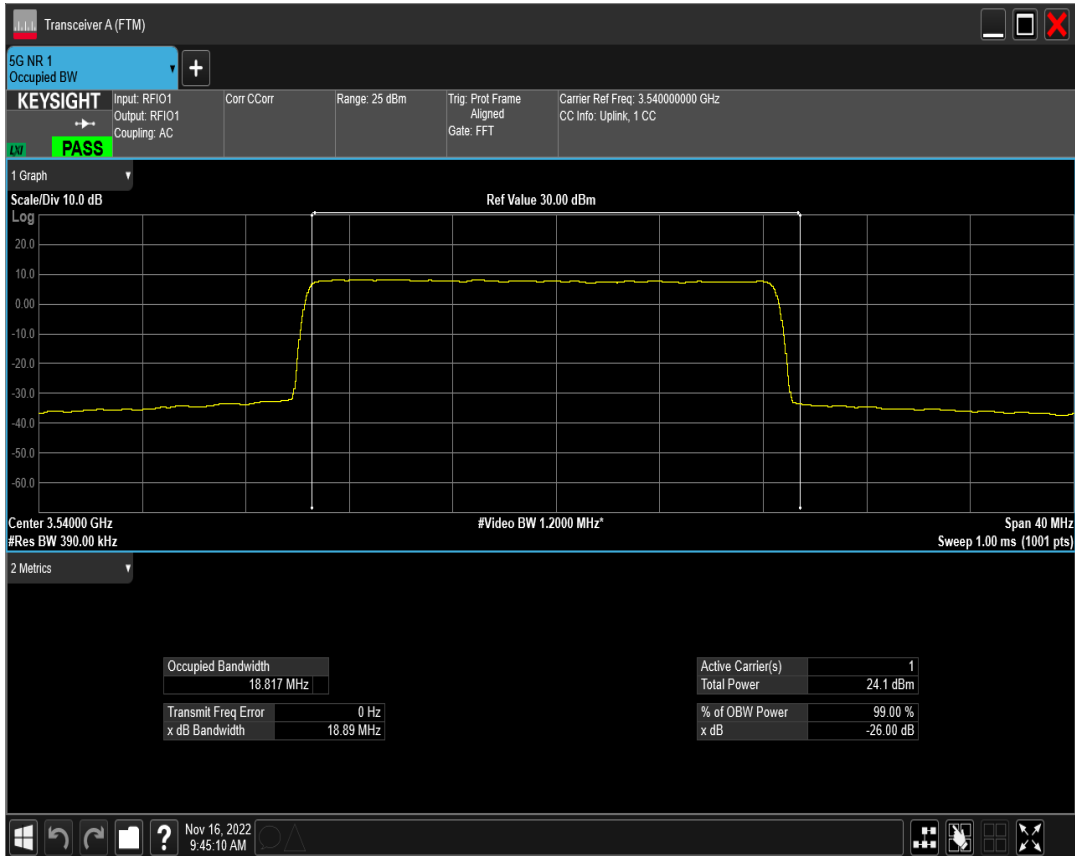 Transceiver A (FTM)
5G NR 1
Occupied BW
+
KEYSIGHT
LXI
PASS
Input: RFIO1
Output: RFIO1
Coupling: AC
Corr CCorr
Range: 25 dBm
Trig: Prot Frame
Aligned
Gate: FFT
Carrier Ref Freq: 3.540000000 GHz
CC Info: Uplink, 1 CC
1 Graph
Scale/Div 10.0 dB
Ref Value 30.00 dBm
Log
20.0
10.0
0.00
-10.0
-20.0
-30.0
-40.0
-50.0
-60.0
Center 3.54000 GHz
#Video BW 1.2000 MHz*
Span 40 MHz
#Res BW 390.00 kHz
Sweep 1.00 ms (1001 pts)
2 Metrics
Occupied Bandwidth
18.817 MHz
Transmit Freq Error 0 Hz
x dB Bandwidth 18.89 MHz
Active Carrier(s) 1
Total Power 24.1 dBm
% of OBW Power 99.00 %
x dB -26.00 dB
?
Nov 16, 2022
9:45:10 AM